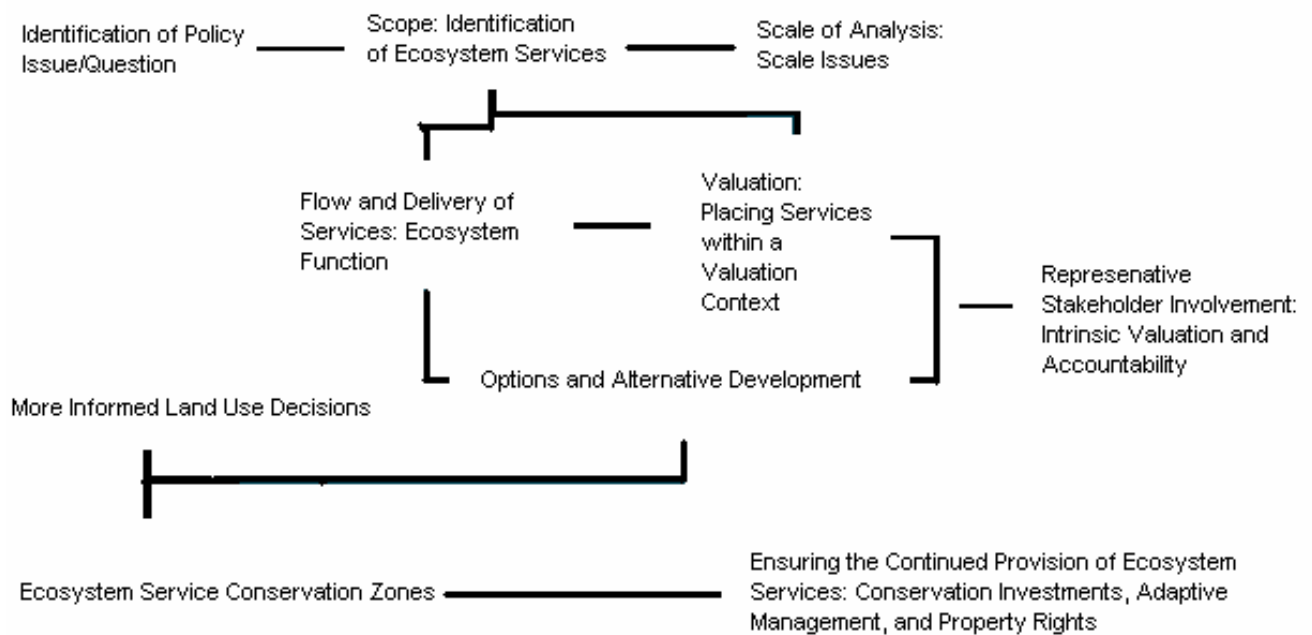 Identification of Policy
Issue/Question
Scope: Identification
of Ecosystem Services
Scale of Analysis:
Scale Issues
Flow and Delivery of
Services: Ecosystem
Function
Valuation:
Placing Services
within a
Valuation
Context
Represenative
Stakeholder Involvement:
Intrinsic Valuation and
Accountability
Options and Alternative Development
More Informed Land Use Decisions
Ecosystem Service Conservation Zones
Ensuring the Continued Provision of Ecosystem
Services: Conservation Investments, Adaptive
Management, and Property Rights